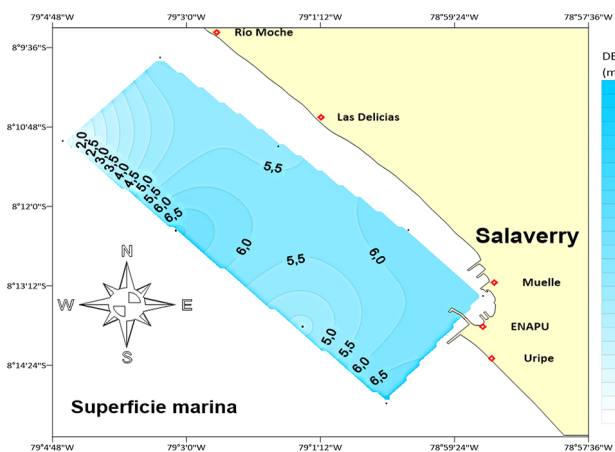 79°4'48"W 79°3'0"W 79°1'12"W 78°59'24"W 78°57'36"W
8°9'36"S
Río Moche
DE
(m
8°10'48"S
Las Delicias
2,0
2,5
3,0
3,5
4,0
4,5
5,0
5,5
6,0
6,5
5,5
8°12'0"S
Salaverry
6,0
5,5
6,0
N
W E
S
8°13'12"S
Muelle
ENAPU
5,0
5,5
6,0
6,5
8°14'24"S
Uripe
Superficie marina
79°4'48"W 79°3'0"W 79°1'12"W 78°59'24"W 78°57'36"W